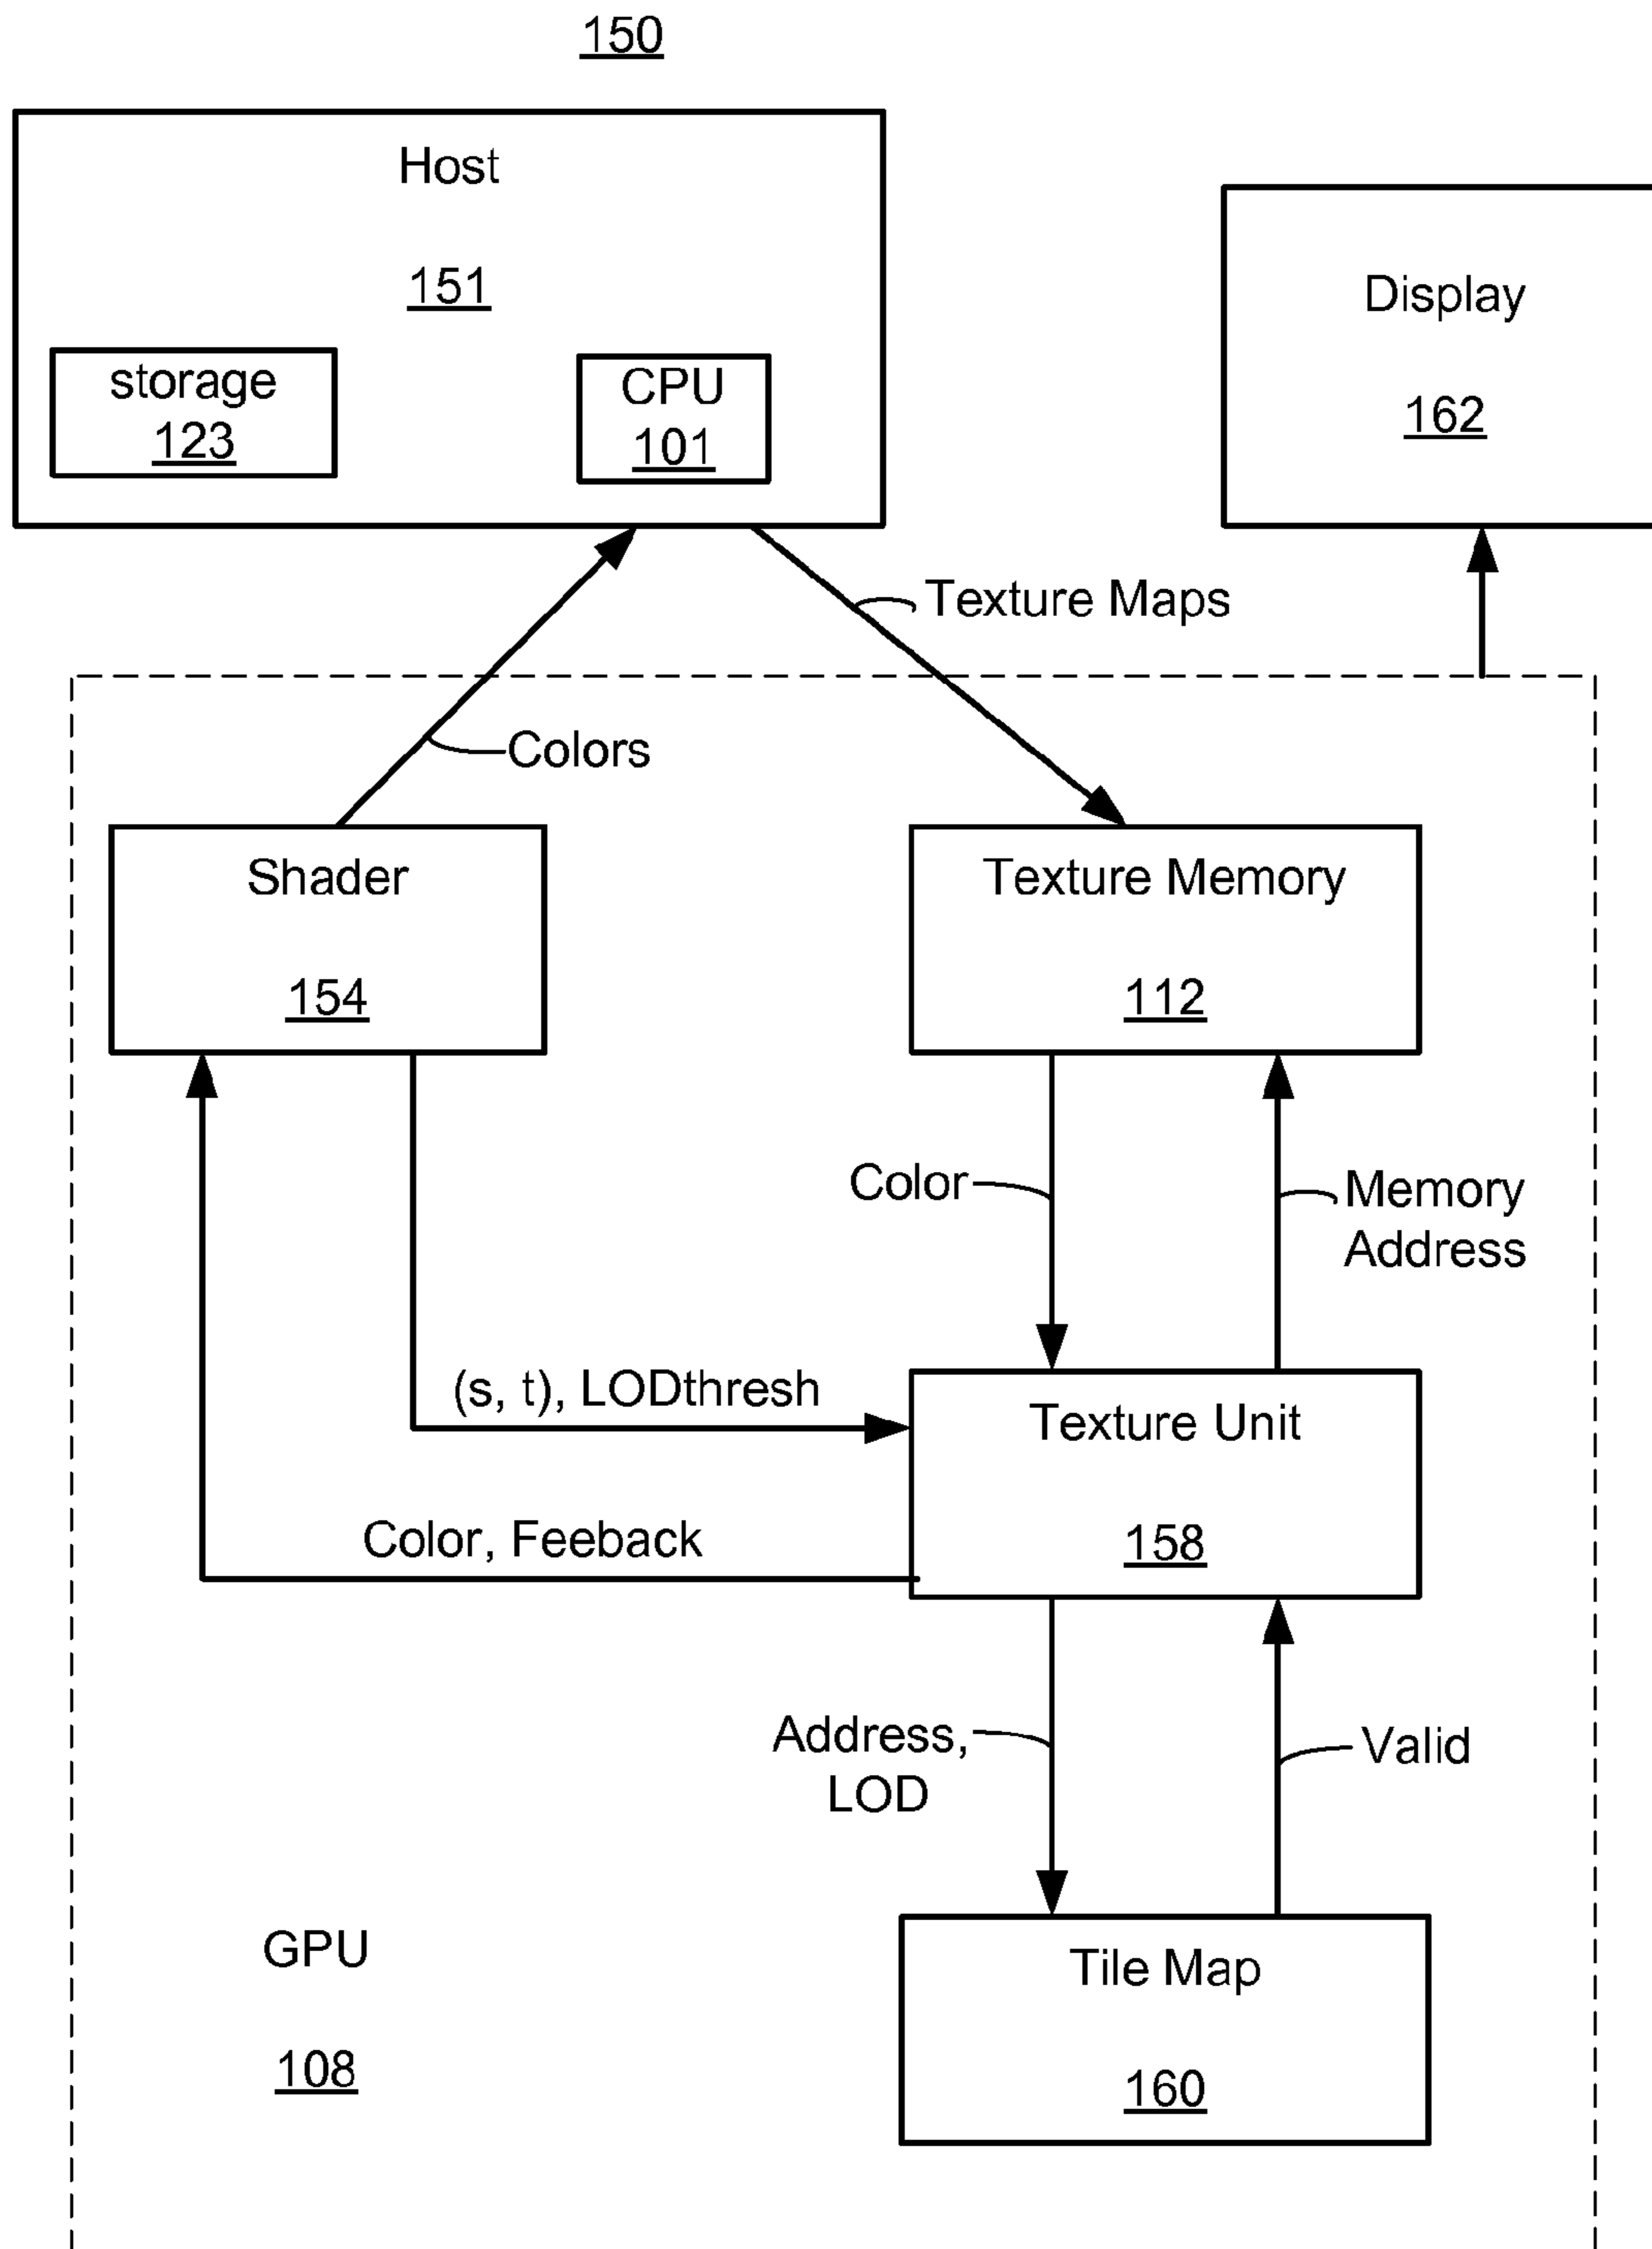 150
Host
151
storage
123
CPU
101
Display
162
Texture Maps
Colors
Shader
154
Texture Memory
112
Color
Memory
Address
(s, t), LODthresh
Texture Unit
158
Color, Feeback
Address,
LOD
Valid
GPU
108
Tile Map
160